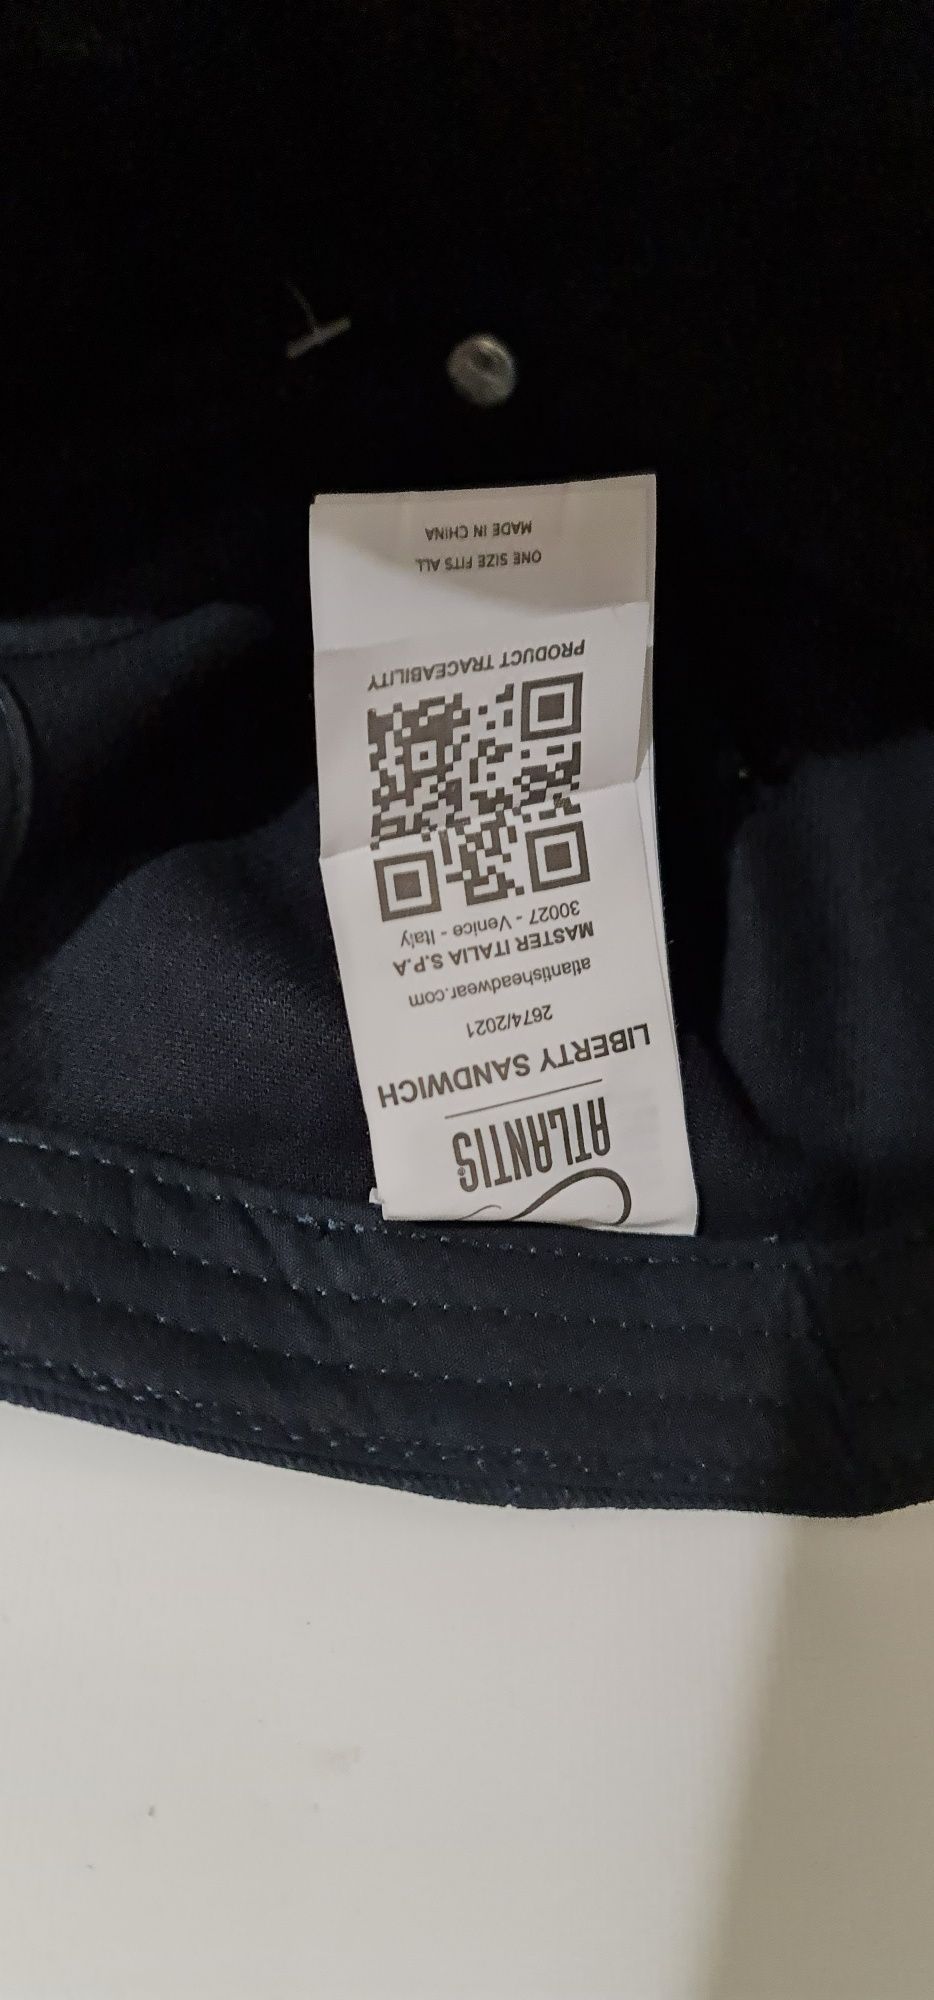 ATLANTIS®
LIBERTY SANDWICH
2674/2021
atlantisheadwear.com
MASTER ITALIA S.P.A
30027 - Venice - Italy
PRODUCT TRACEABILITY
ONE SIZE FITS ALL
MADE IN CHINA